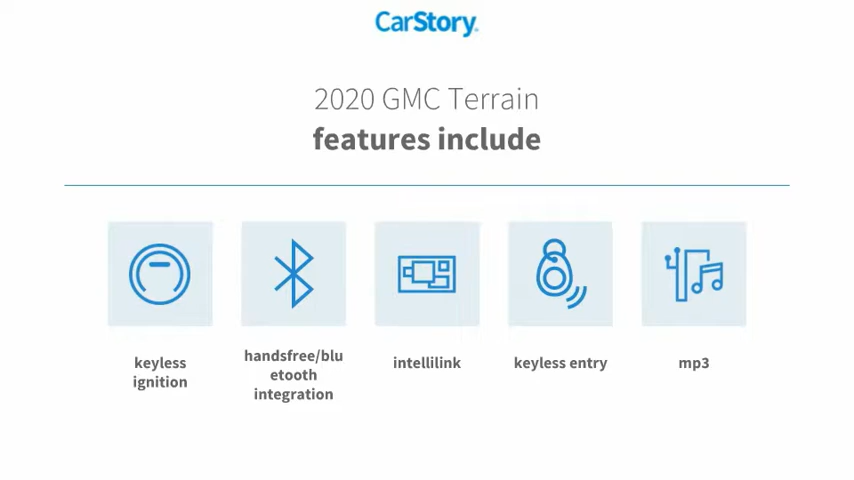 CarStory.
2020 GMC Terrain
features include
keyless
ignition
handsfree/blu
etooth
integration
intellilink
keyless entry
mp3